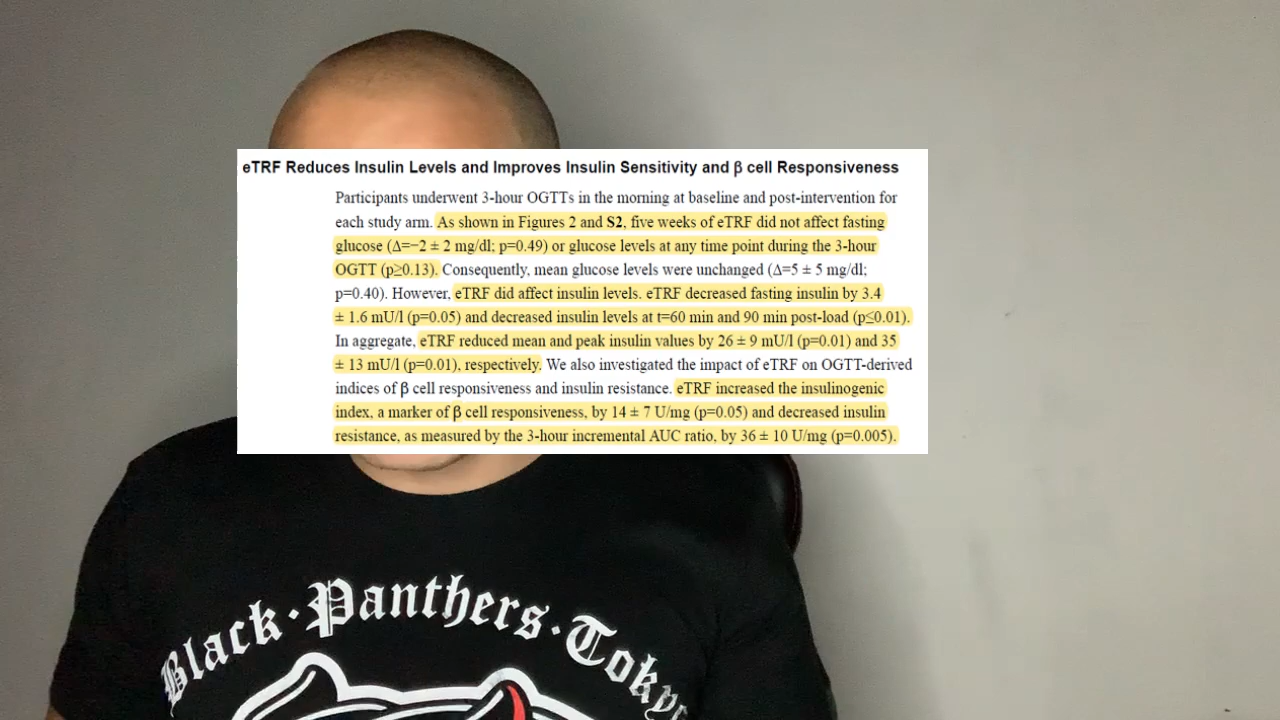 eTRF Reduces Insulin Levels and Improves Insulin Sensitivity and β cell Responsiveness
Participants underwent 3-hour OGTTs in the morning at baseline and post-intervention for
each study arm. As shown in Figures 2 and S2, five weeks of eTRF did not affect fasting
glucose (Δ=−2 ± 2 mg/dl; p=0.49) or glucose levels at any time point during the 3-hour
OGTT (p≥0.13). Consequently, mean glucose levels were unchanged (Δ=5 ± 5 mg/dl;
p=0.40). However, eTRF did affect insulin levels. eTRF decreased fasting insulin by 3.4
± 1.6 mU/l (p=0.05) and decreased insulin levels at t=60 min and 90 min post-load (p≤0.01).
In aggregate, eTRF reduced mean and peak insulin values by 26 ± 9 mU/l (p=0.01) and 35
± 13 mU/l (p=0.01), respectively. We also investigated the impact of eTRF on OGTT-derived
indices of β cell responsiveness and insulin resistance. eTRF increased the insulinogenic
index, a marker of β cell responsiveness, by 14 ± 7 U/mg (p=0.05) and decreased insulin
resistance, as measured by the 3-hour incremental AUC ratio, by 36 ± 10 U/mg (p=0.005).
Black·Panthers·Tokyo